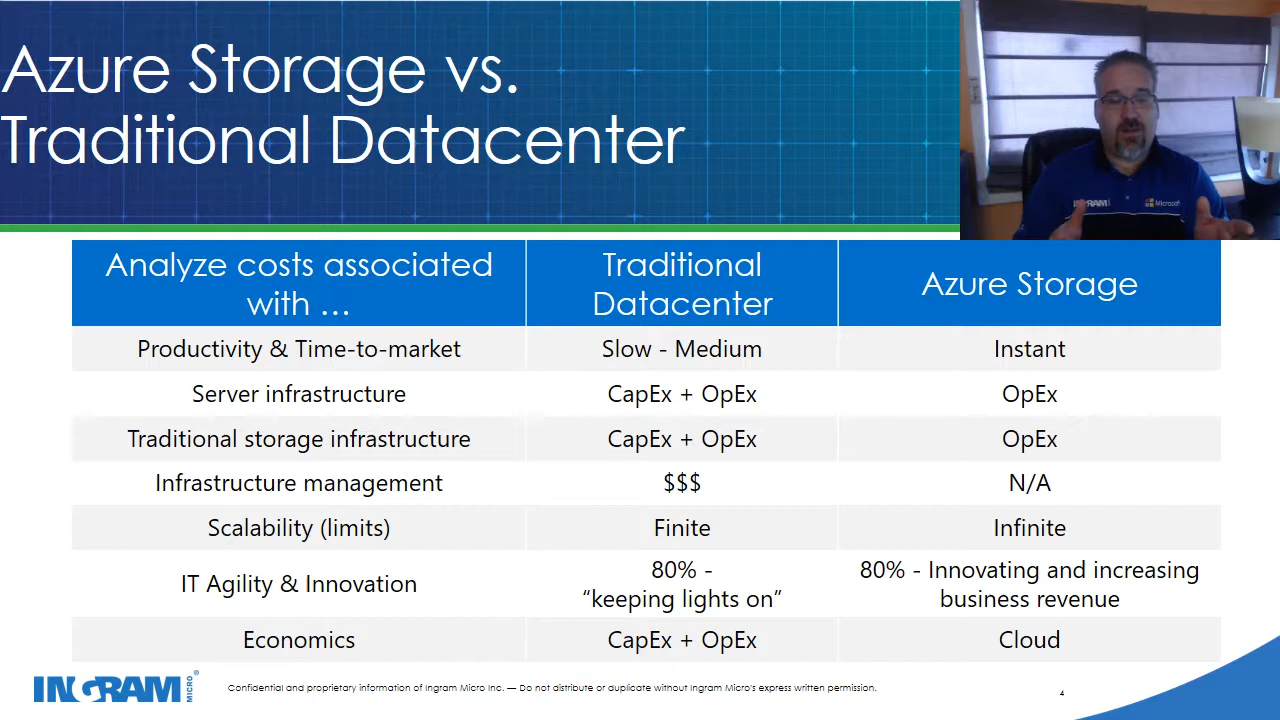 Azure Storage vs.
Traditional Datacenter
INGRAM
Microsoft
Analyze costs associated
with …
Traditional
Datacenter
Azure Storage
Productivity & Time-to-market
Slow - Medium
Instant
Server infrastructure
CapEx + OpEx
OpEx
Traditional storage infrastructure
CapEx + OpEx
OpEx
Infrastructure management
$$$
N/A
Scalability (limits)
Finite
Infinite
IT Agility & Innovation
80% -
“keeping lights on”
80% - Innovating and increasing
business revenue
Economics
CapEx + OpEx
Cloud
INGRAM MICRO®
Confidential and proprietary information of Ingram Micro Inc. — Do not distribute or duplicate without Ingram Micro's express written permission.
4